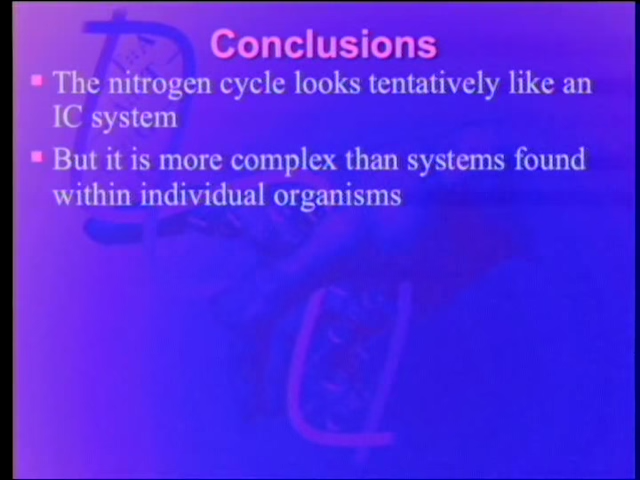 Conclusions
The nitrogen cycle looks tentatively like an
IC system
But it is more complex than systems found
within individual organisms